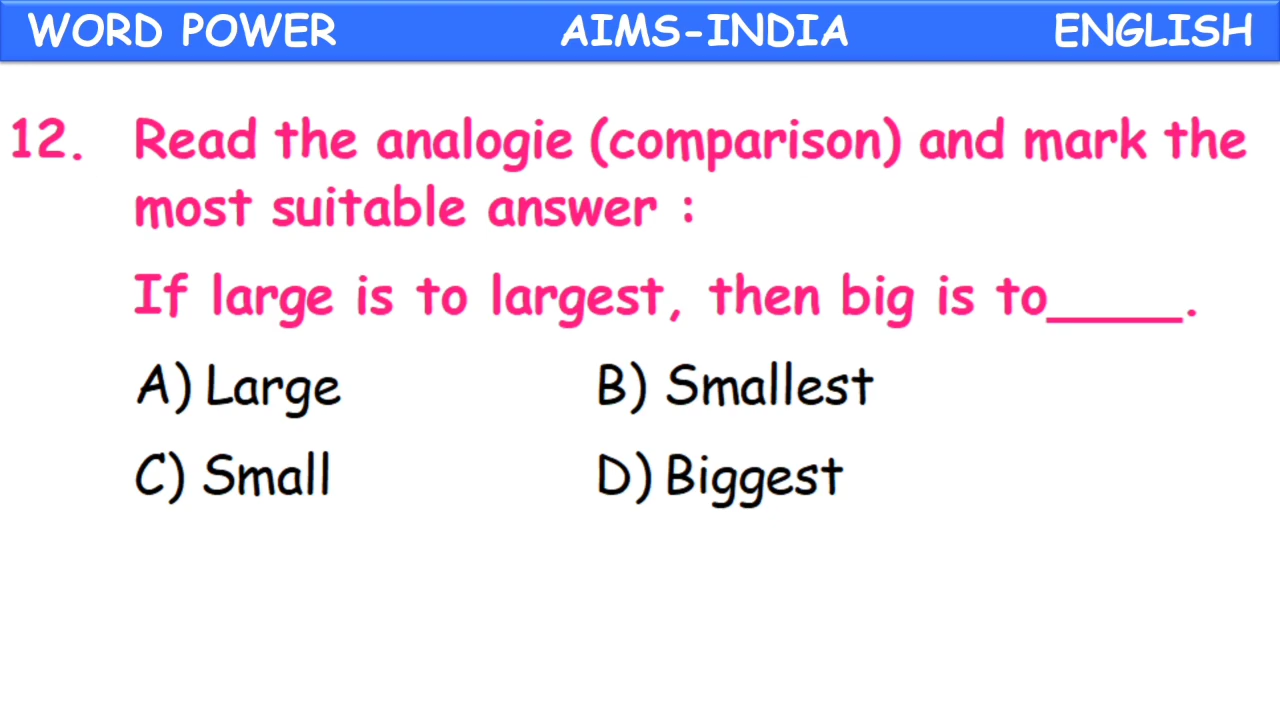 WORD POWER AIMS-INDIA ENGLISH
12. Read the analogie (comparison) and mark the
most suitable answer :
If large is to largest, then big is to_____.
A) Large B) Smallest
C) Small D) Biggest